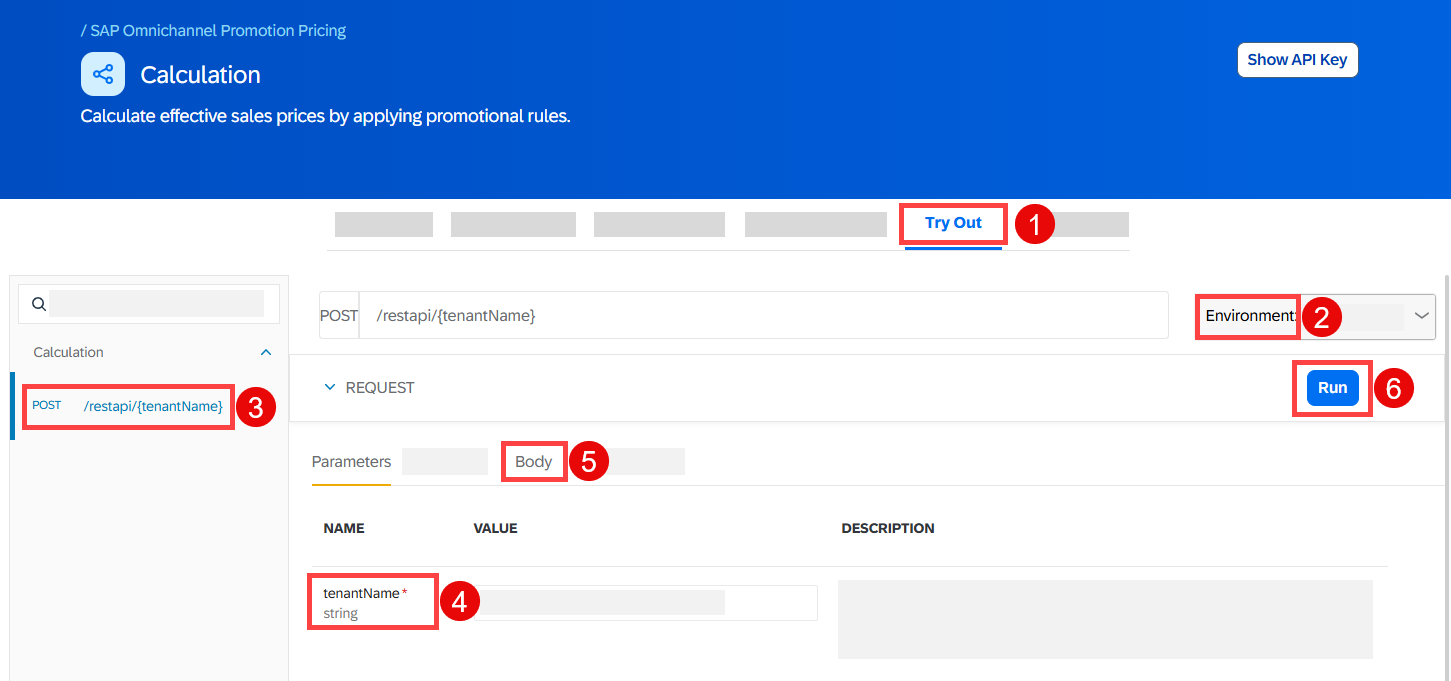 / SAP Omnichannel Promotion Pricing
Calculation
Show API Key
Calculate effective sales prices by applying promotional rules.
Try Out 1
POST /restapi/{tenantName}
Environment: 2
Calculation
POST /restapi/{tenantName} 3
REQUEST
Run 6
Parameters
Body 5
NAME VALUE DESCRIPTION
tenantName* 4
string